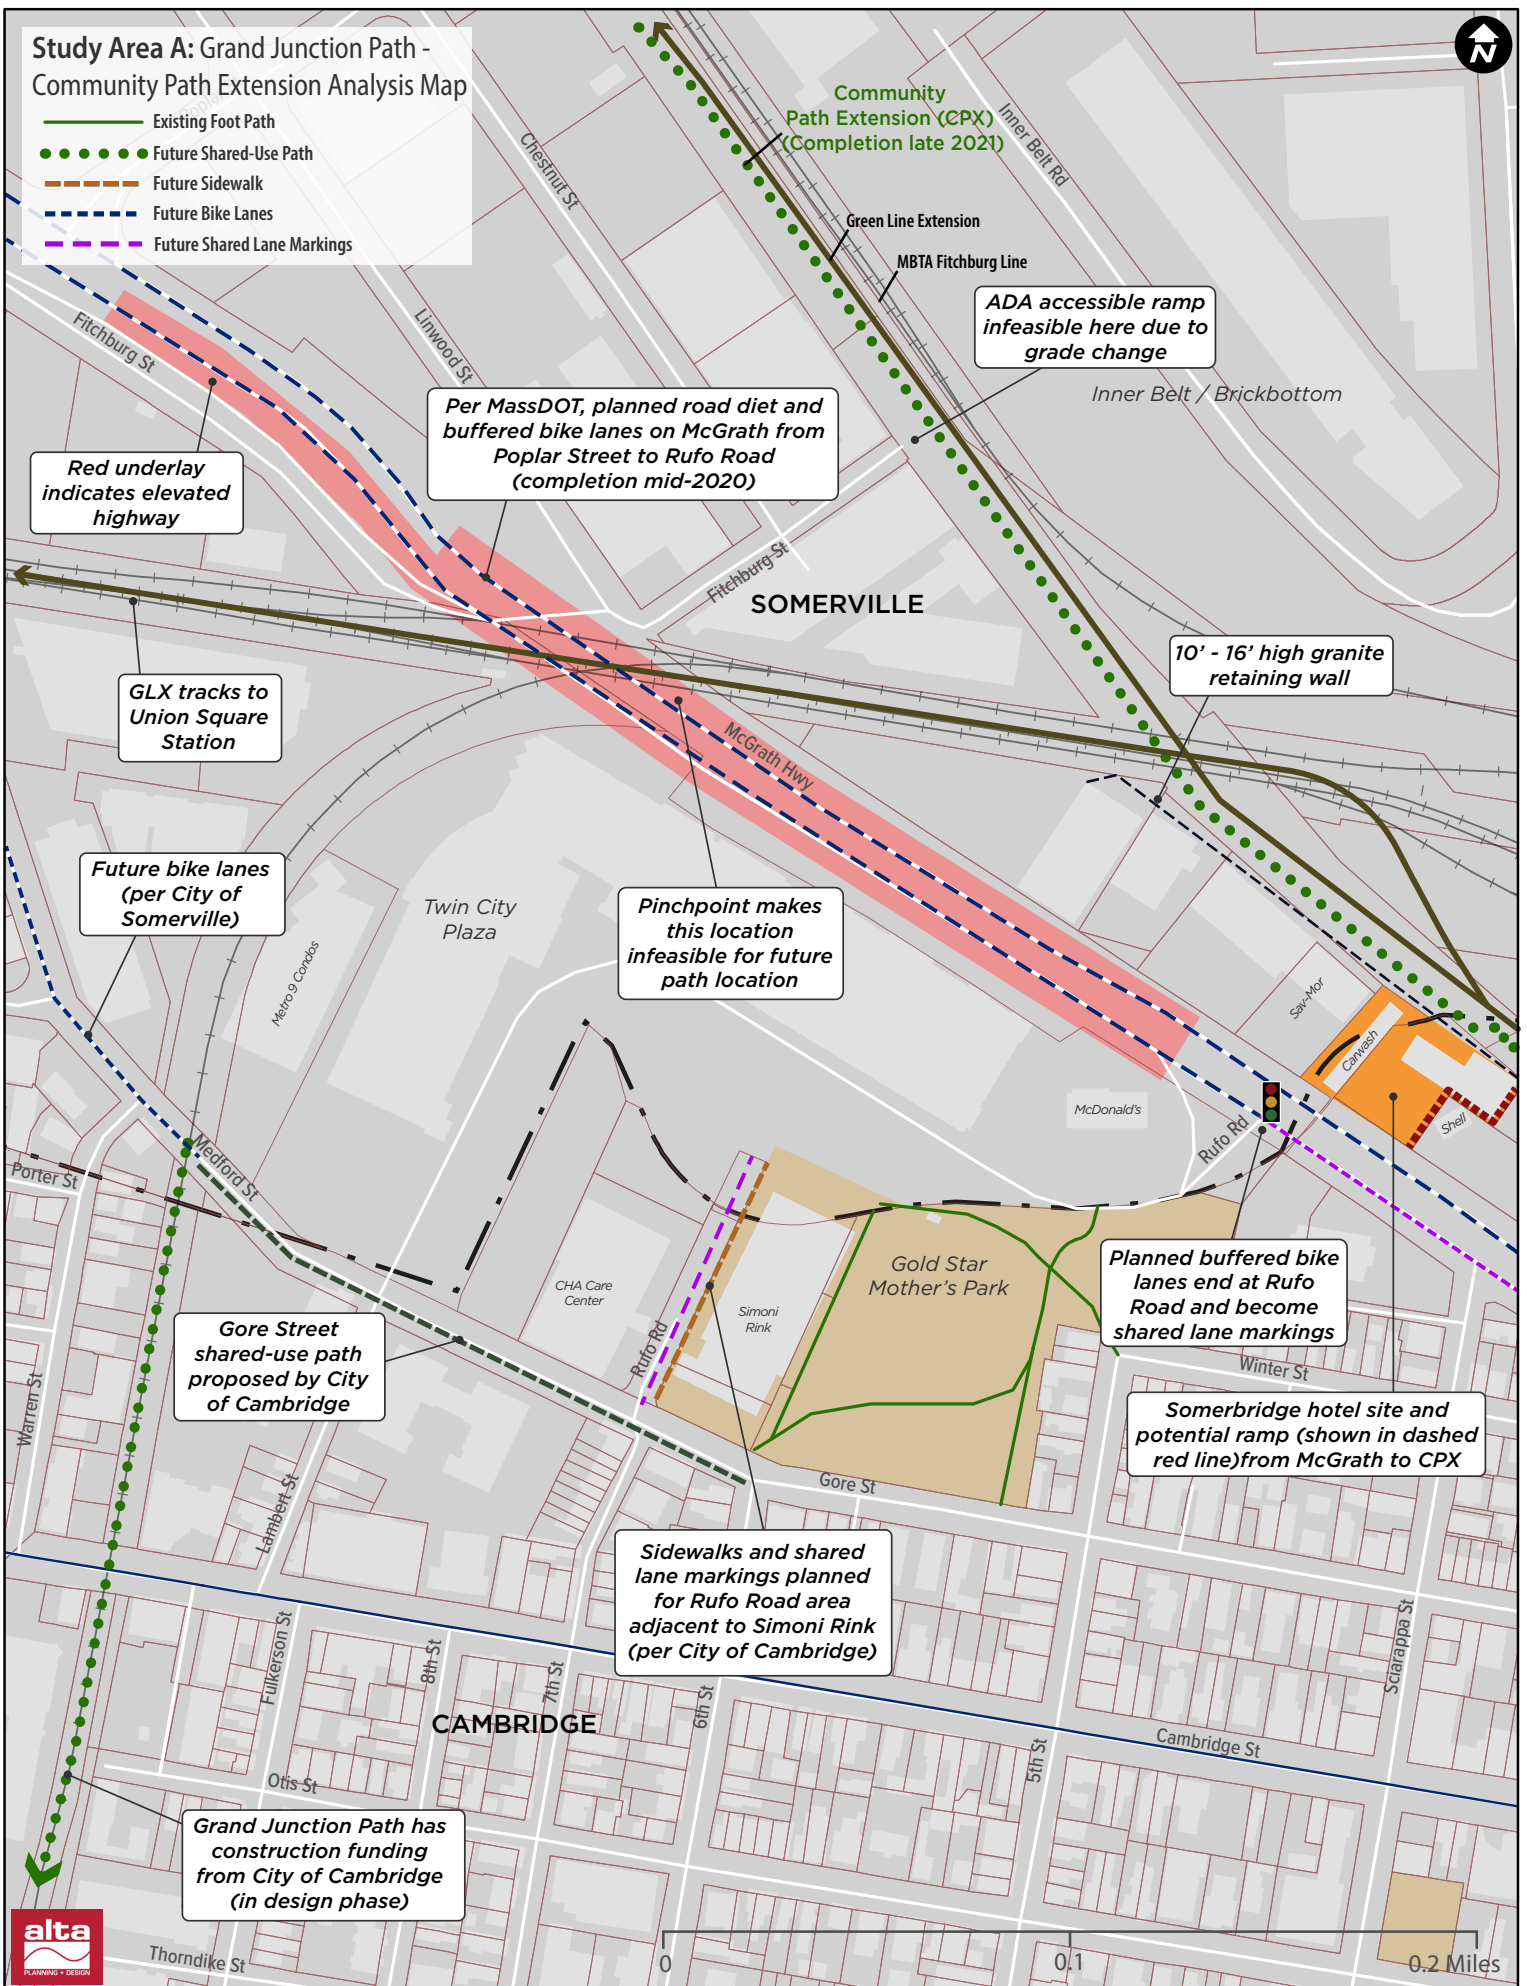 Study Area A: Grand Junction Path -
Community Path Extension Analysis Map
Existing Foot Path
Future Shared-Use Path
Future Sidewalk
Future Bike Lanes
Future Shared Lane Markings
N
Community
Path Extension (CPX)
(Completion late 2021)
Inner Belt Rd
Chestnut St
Green Line Extension
MBTA Fitchburg Line
ADA accessible ramp
infeasible here due to
grade change
Inner Belt / Brickbottom
Fitchburg St
Linwood St
Per MassDOT, planned road diet and
buffered bike lanes on McGrath from
Poplar Street to Rufo Road
(completion mid-2020)
Red underlay
indicates elevated
highway
Fitchburg St
SOMERVILLE
10' - 16' high granite
retaining wall
GLX tracks to
Union Square
Station
McGrath Hwy
Future bike lanes
(per City of
Somerville)
Twin City
Plaza
Metro 9 Condos
Pinchpoint makes
this location
infeasible for future
path location
Sav-Mor
Carwash
Shell
McDonald's
Rufo Rd
Medford St
Porter St
Gold Star
Mother's Park
CHA Care
Center
Simoni
Rink
Rufo Rd
Planned buffered bike
lanes end at Rufo
Road and become
shared lane markings
Gore Street
shared-use path
proposed by City
of Cambridge
Winter St
Warren St
Somerbridge hotel site and
potential ramp (shown in dashed
red line)from McGrath to CPX
Gore St
Lambert St
Sidewalks and shared
lane markings planned
for Rufo Road area
adjacent to Simoni Rink
(per City of Cambridge)
Fulkerson St
8th St
7th St
6th St
5th St
Sciarappa St
CAMBRIDGE
Cambridge St
Otis St
Grand Junction Path has
construction funding
from City of Cambridge
(in design phase)
Thorndike St
alta
PLANNING + DESIGN
0
0.1
0.2 Miles